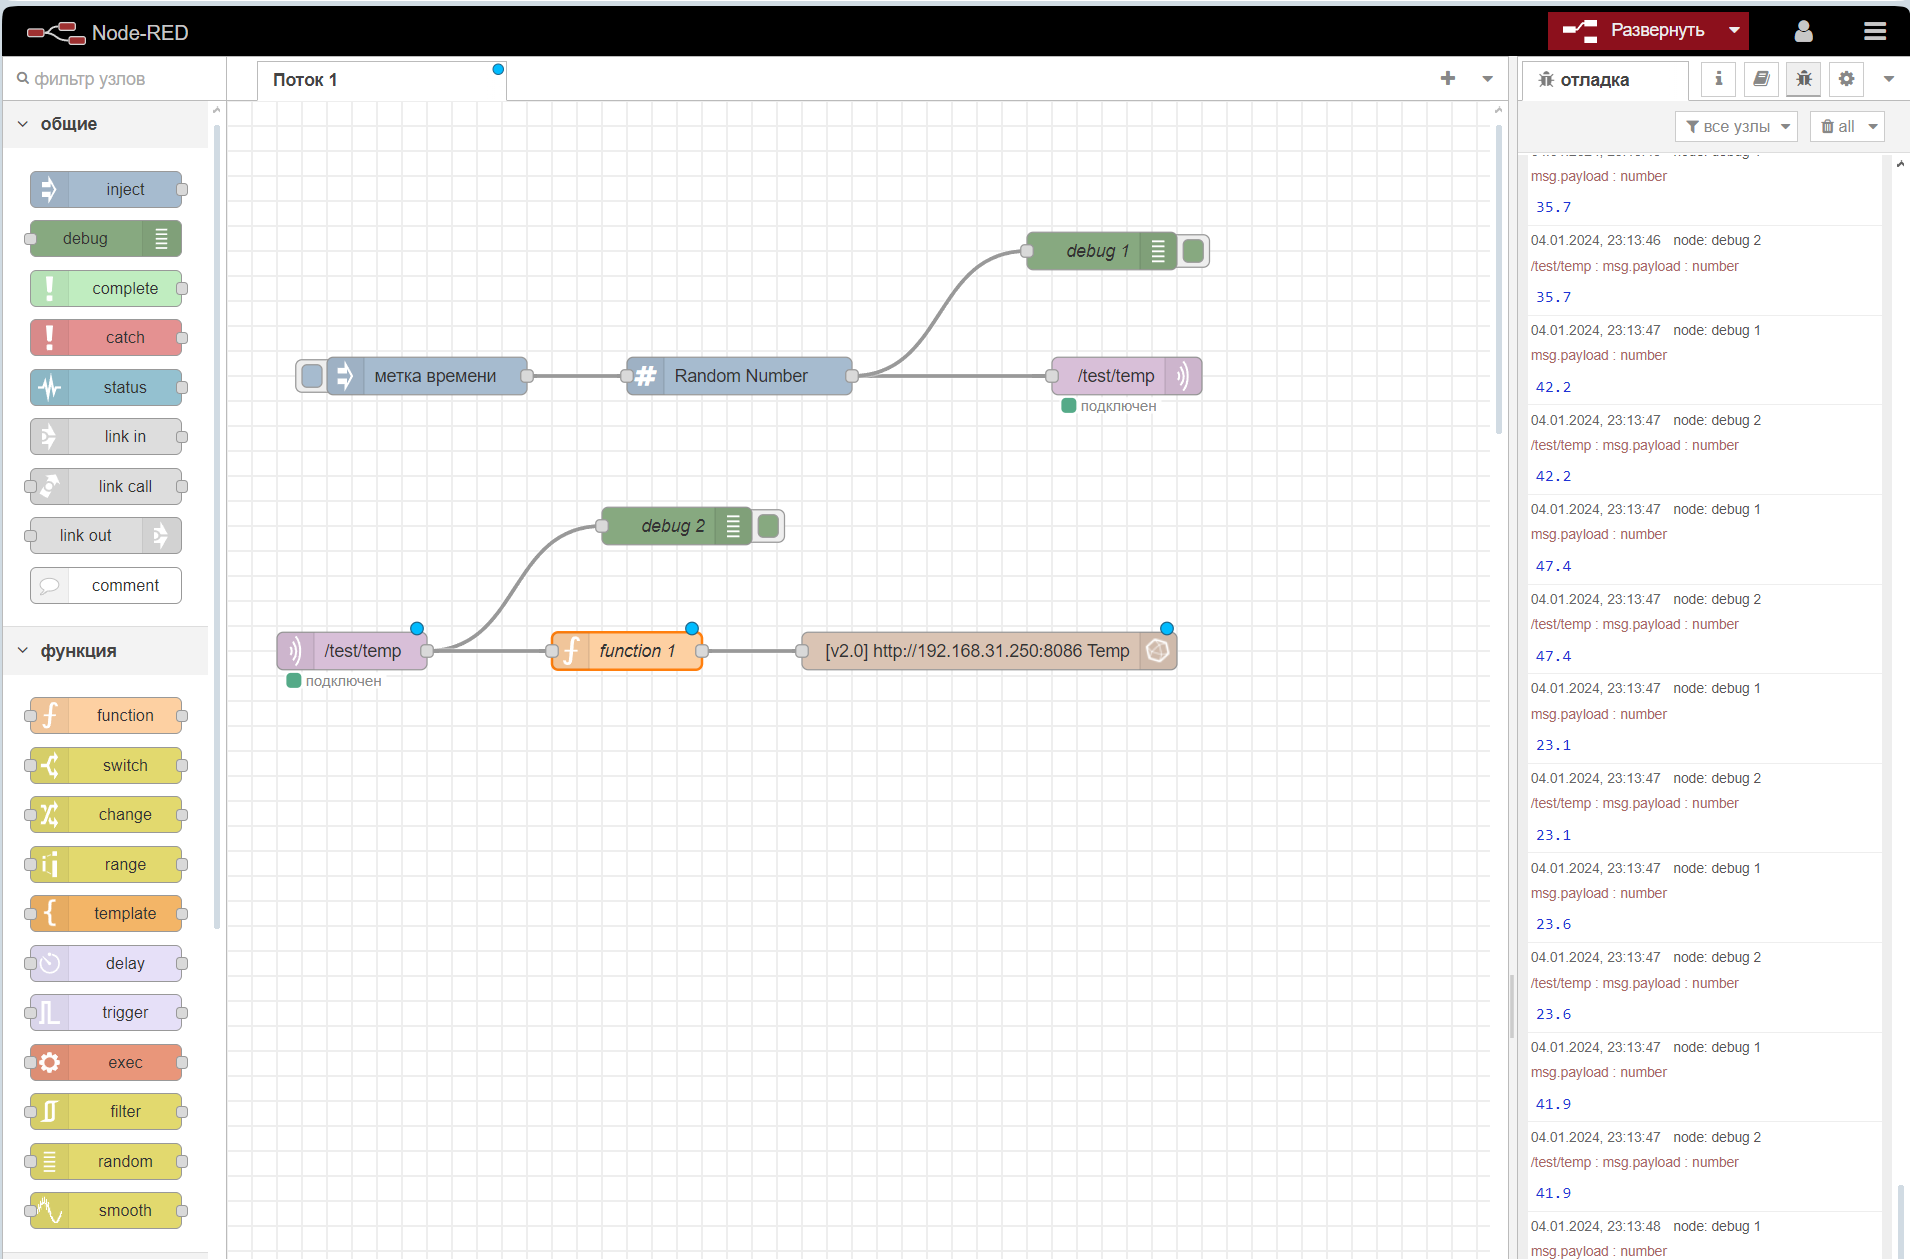 Node-RED
Развернуть
фильтр узлов
Поток 1
отладка
все узлы
all
общие
inject
debug
complete
catch
status
link in
link call
link out
comment
функция
function
switch
change
range
template
delay
trigger
exec
filter
random
smooth
debug 1
метка времени
Random Number
/test/temp
подключен
debug 2
/test/temp
function 1
[v2.0] http://192.168.31.250:8086 Temp
подключен
msg.payload : number
35.7
04.01.2024, 23:13:46 node: debug 2
/test/temp : msg.payload : number
35.7
04.01.2024, 23:13:47 node: debug 1
msg.payload : number
42.2
04.01.2024, 23:13:47 node: debug 2
/test/temp : msg.payload : number
42.2
04.01.2024, 23:13:47 node: debug 1
msg.payload : number
47.4
04.01.2024, 23:13:47 node: debug 2
/test/temp : msg.payload : number
47.4
04.01.2024, 23:13:47 node: debug 1
msg.payload : number
23.1
04.01.2024, 23:13:47 node: debug 2
/test/temp : msg.payload : number
23.1
04.01.2024, 23:13:47 node: debug 1
msg.payload : number
23.6
04.01.2024, 23:13:47 node: debug 2
/test/temp : msg.payload : number
23.6
04.01.2024, 23:13:47 node: debug 1
msg.payload : number
41.9
04.01.2024, 23:13:47 node: debug 2
/test/temp : msg.payload : number
41.9
04.01.2024, 23:13:48 node: debug 1
msg.payload : number